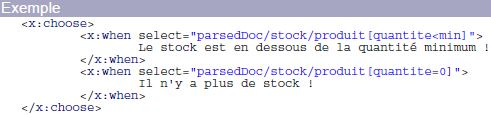 Exemple
<x:choose>
<x:when select="parsedDoc/stock/produit[quantite<min]">
Le stock est en dessous de la quantité minimum !
</x:when>
<x:when select="parsedDoc/stock/produit[quantite=0]">
Il n'y a plus de stock !
</x:when>
</x:choose>